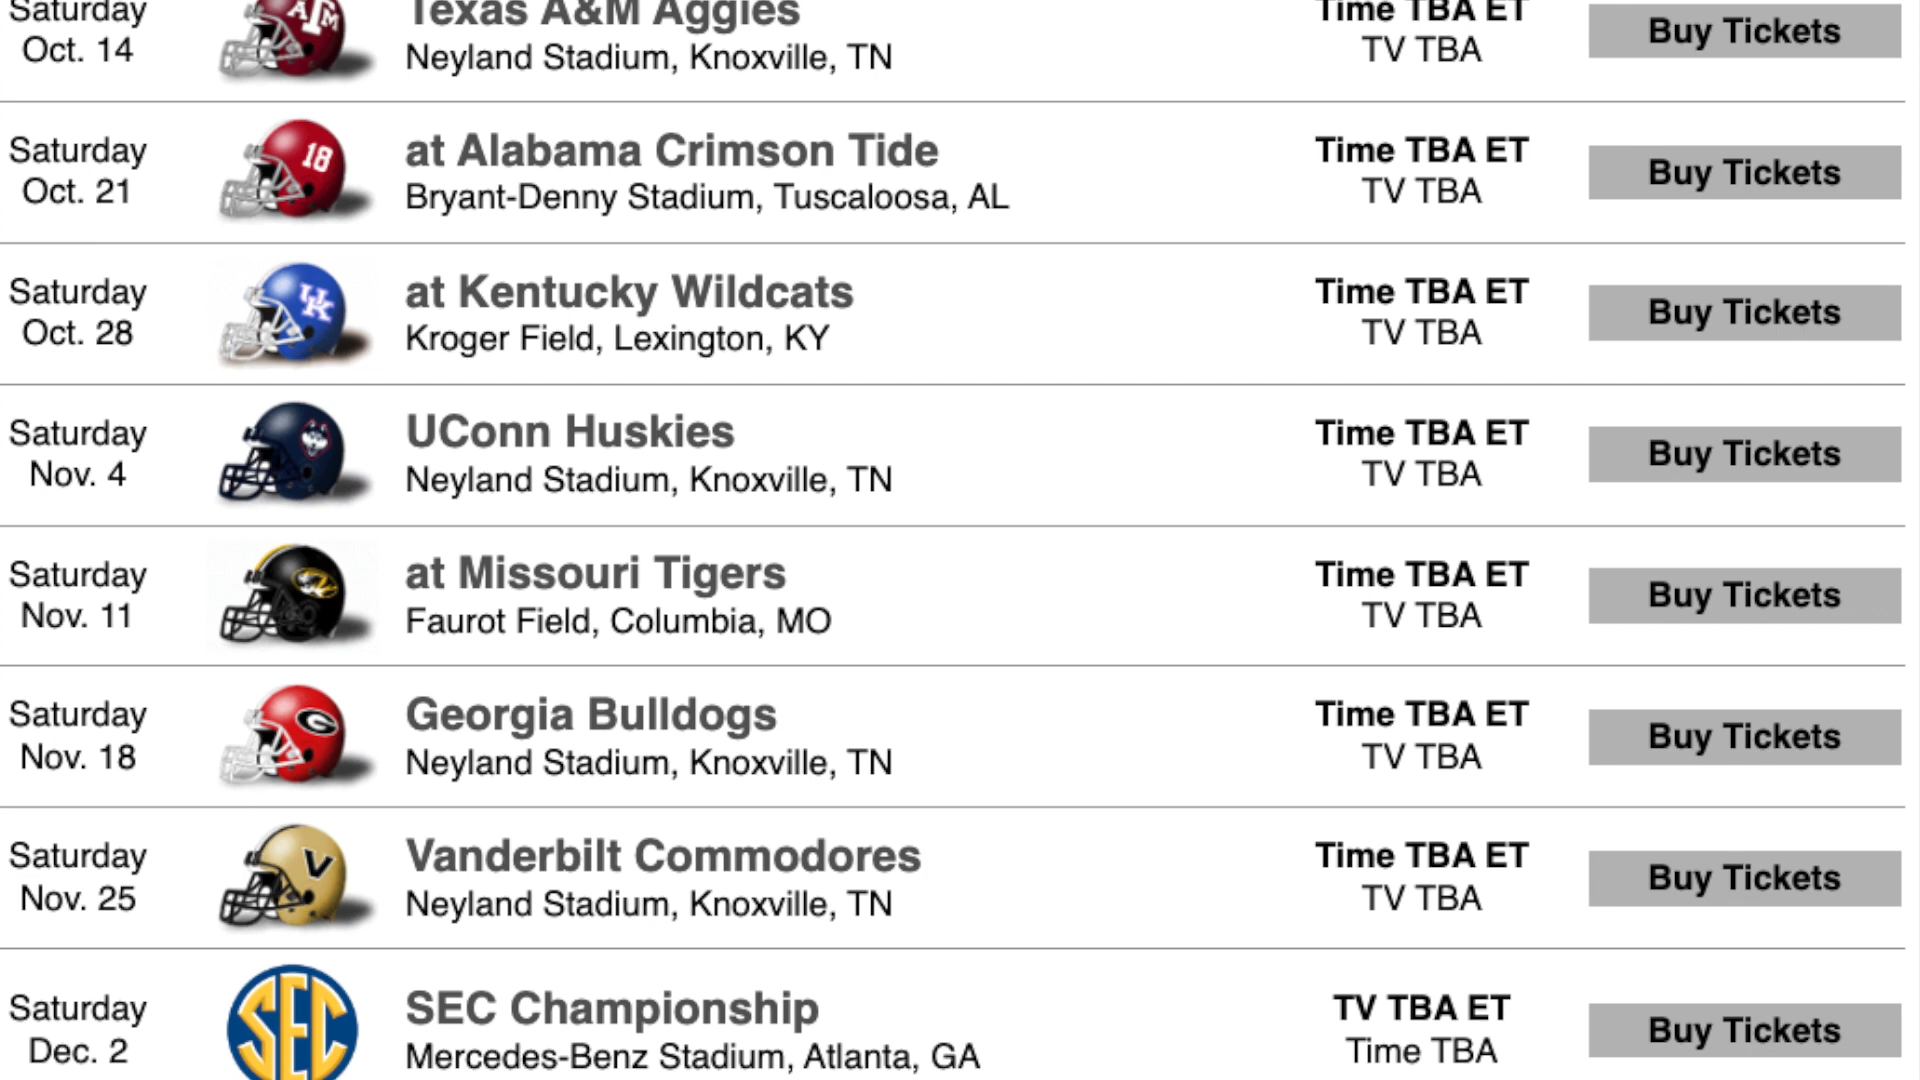 Saturday
Oct. 14
Texas A&M Aggies
Neyland Stadium, Knoxville, TN
Time TBA ET
TV TBA
Buy Tickets
Saturday
Oct. 21
18
at Alabama Crimson Tide
Bryant-Denny Stadium, Tuscaloosa, AL
Time TBA ET
TV TBA
Buy Tickets
Saturday
Oct. 28
UK
at Kentucky Wildcats
Kroger Field, Lexington, KY
Time TBA ET
TV TBA
Buy Tickets
Saturday
Nov. 4
UConn Huskies
Neyland Stadium, Knoxville, TN
Time TBA ET
TV TBA
Buy Tickets
Saturday
Nov. 11
at Missouri Tigers
Faurot Field, Columbia, MO
Time TBA ET
TV TBA
Buy Tickets
Saturday
Nov. 18
G
Georgia Bulldogs
Neyland Stadium, Knoxville, TN
Time TBA ET
TV TBA
Buy Tickets
Saturday
Nov. 25
V
Vanderbilt Commodores
Neyland Stadium, Knoxville, TN
Time TBA ET
TV TBA
Buy Tickets
Saturday
Dec. 2
SEC
SEC Championship
Mercedes-Benz Stadium, Atlanta, GA
TV TBA ET
Time TBA
Buy Tickets